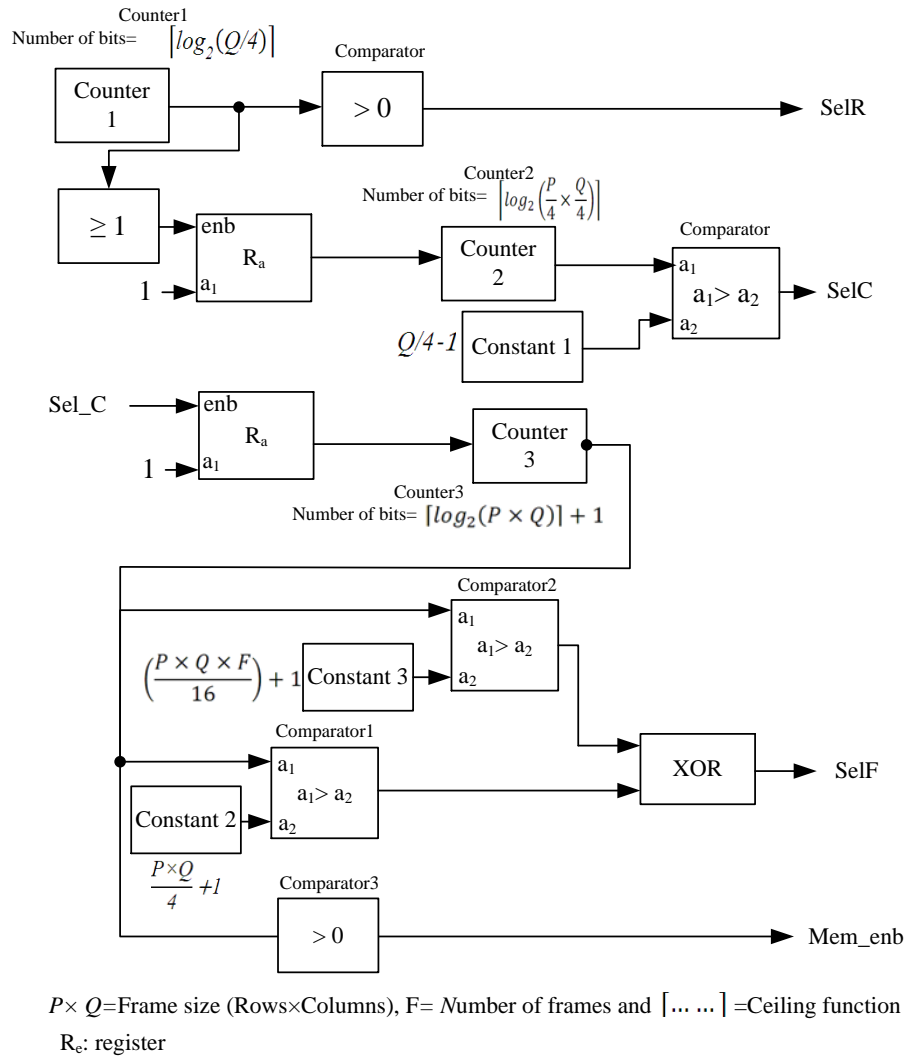 Counter1
Number of bits= ⌈log₂(Q/4)⌉
Counter
1
Comparator
> 0
SelR
≥ 1
enb
Rₐ
1
a₁
Counter2
Number of bits= ⌈log₂(P/4 × Q/4)⌉
Counter
2
Comparator
a₁
a₁> a₂
a₂
SelC
Q/4-1
Constant 1
Sel_C
enb
Rₐ
1
a₁
Counter
3
Counter3
Number of bits= ⌈log₂(P × Q)⌉ + 1
Comparator2
a₁
a₁> a₂
a₂
(P × Q × F / 16) + 1
Constant 3
Comparator1
a₁
a₁> a₂
a₂
Constant 2
P×Q / 4 +1
XOR
SelF
Comparator3
> 0
Mem_enb
P× Q=Frame size (Rows×Columns), F= Number of frames and ⌈... ...⌉ =Ceiling function
Rₑ: register